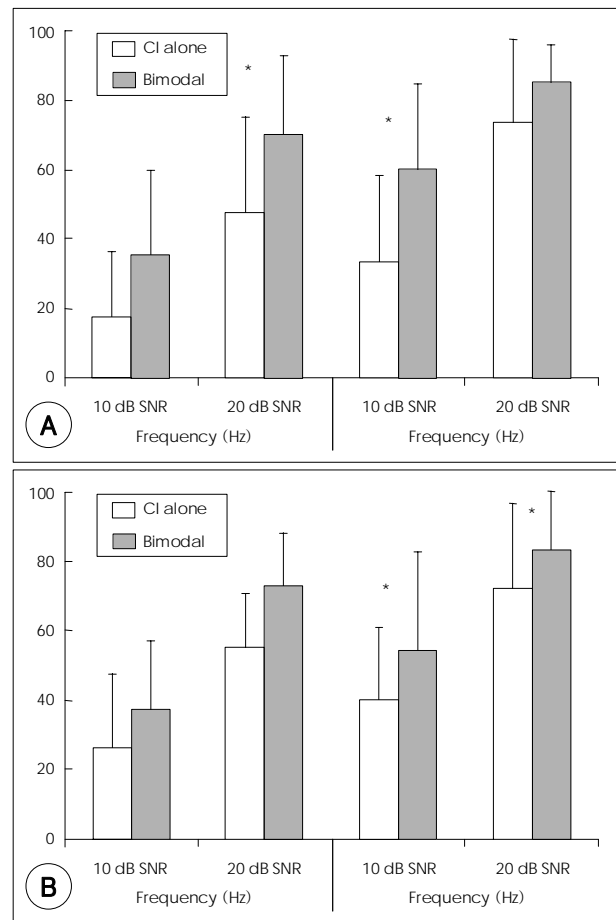 100
80
60
40
20
0
CI alone
Bimodal
*
*
10 dB SNR 20 dB SNR 10 dB SNR 20 dB SNR
Frequency (Hz) Frequency (Hz)
A
100
80
60
40
20
0
CI alone
Bimodal
*
*
10 dB SNR 20 dB SNR 10 dB SNR 20 dB SNR
Frequency (Hz) Frequency (Hz)
B